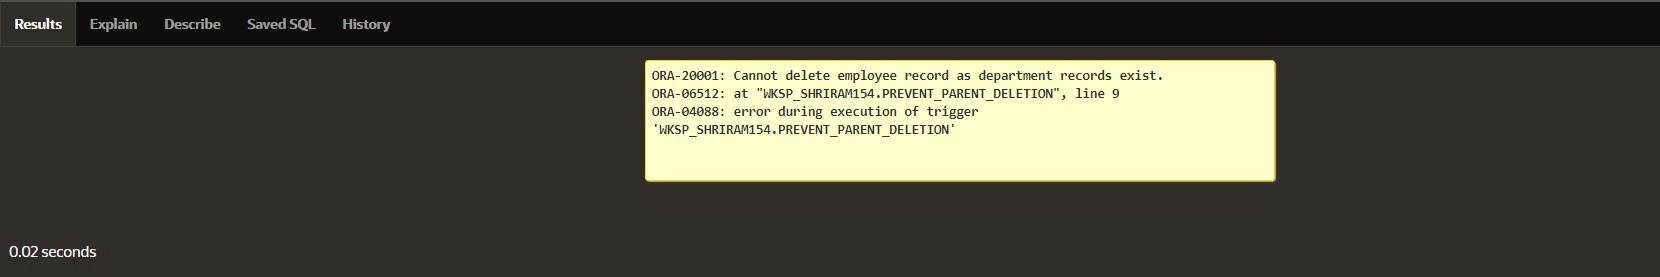 Results Explain Describe Saved SQL History
ORA-20001: Cannot delete employee record as department records exist.
ORA-06512: at "WKSP_SHRIRAM154.PREVENT_PARENT_DELETION", line 9
ORA-04088: error during execution of trigger
'WKSP_SHRIRAM154.PREVENT_PARENT_DELETION'
0.02 seconds